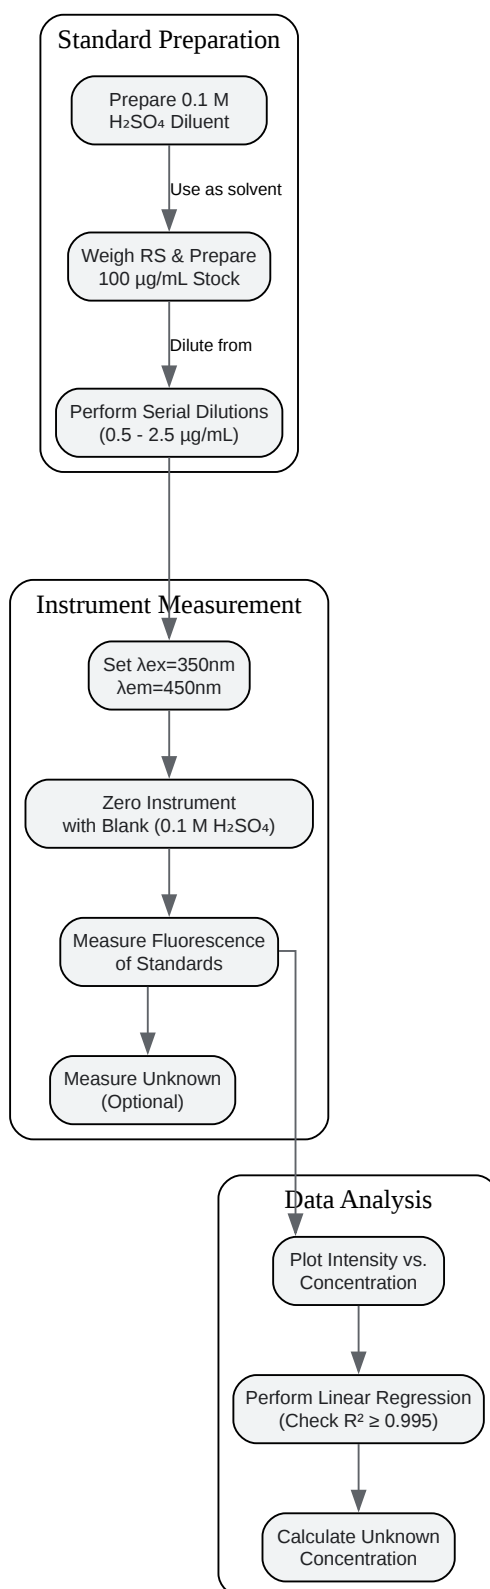 Standard Preparation
Prepare 0.1 M
H₂SO₄ Diluent
Use as solvent
Weigh RS & Prepare
100 µg/mL Stock
Dilute from
Perform Serial Dilutions
(0.5 - 2.5 µg/mL)
Instrument Measurement
Set λex=350nm
λem=450nm
Zero Instrument
with Blank (0.1 M H₂SO₄)
Measure Fluorescence
of Standards
Measure Unknown
(Optional)
Data Analysis
Plot Intensity vs.
Concentration
Perform Linear Regression
(Check R² ≥ 0.995)
Calculate Unknown
Concentration